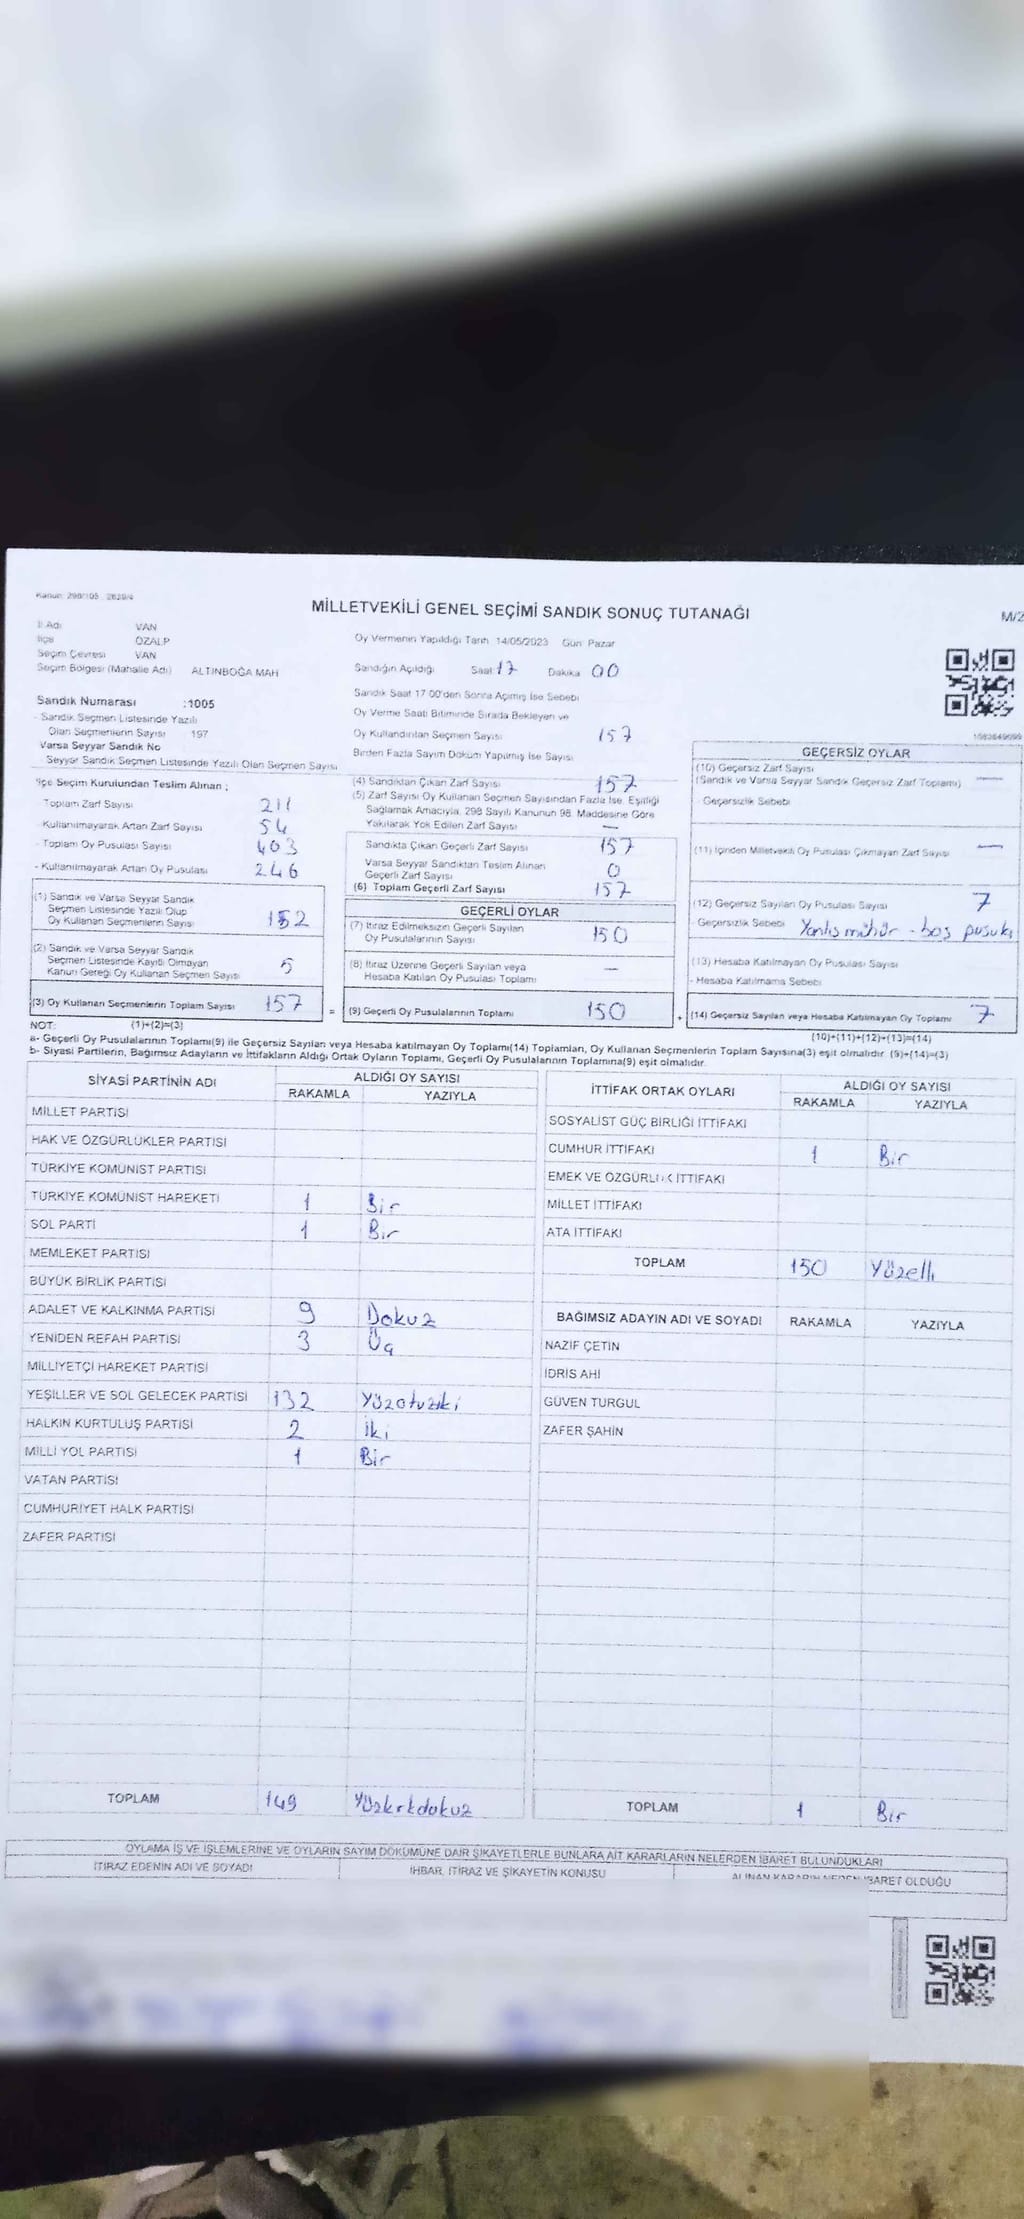 Kanun: 298/105 2839/4
MİLLETVEKİLİ GENEL SEÇİMİ SANDIK SONUÇ TUTANAĞI
M/2
İl Adı VAN
İlçe ÖZALP
Seçim Çevresi VAN
Seçim Bölgesi (Mahalle Adı) ALTINBOĞA MAH
Oy Vermenin Yapıldığı Tarih 14/05/2023 Gün Pazar
Sandığın Açıldığı Saat 17 Dakika 00
Sandık Saat 17 00'den Sonra Açılmış İse Sebebi
Sandık Numarası :1005
- Sandık Seçmen Listesinde Yazılı
Olan Seçmenlerin Sayısı 197
Varsa Seyyar Sandık No
Seyyar Sandık Seçmen Listesinde Yazılı Olan Seçmen Sayısı
Oy Verme Saati Bitiminde Sırada Bekleyen ve
Oy Kullandırılan Seçmen Sayısı 157
Birden Fazla Sayım Döküm Yapılmış İse Sayısı
İlçe Seçim Kurulundan Teslim Alınan ;
Toplam Zarf Sayısı 211
- Kullanılmayarak Artan Zarf Sayısı 54
- Toplam Oy Pusulası Sayısı 403
- Kullanılmayarak Artan Oy Pusulası 246
(1) Sandık ve Varsa Seyyar Sandık
Seçmen Listesinde Yazılı Olup
Oy Kullanan Seçmenlerin Sayısı 152
(2) Sandık ve Varsa Seyyar Sandık
Seçmen Listesinde Kayıtlı Olmayan
Kanun Gereği Oy Kullanan Seçmen Sayısı 5
(3) Oy Kullanan Seçmenlerin Toplam Sayısı 157
(4) Sandıktan Çıkan Zarf Sayısı 157
(5) Zarf Sayısı Oy Kullanan Seçmen Sayısından Fazla İse, Eşitliği
Sağlamak Amacıyla, 298 Sayılı Kanunun 98. Maddesine Göre
Yakılarak Yok Edilen Zarf Sayısı —
Sandıkta Çıkan Geçerli Zarf Sayısı 157
Varsa Seyyar Sandıktan Teslim Alınan
Geçerli Zarf Sayısı 0
(6) Toplam Geçerli Zarf Sayısı 157
GEÇERLİ OYLAR
(7) İtiraz Edilmeksizin Geçerli Sayılan
Oy Pusulalarının Sayısı 150
(8) İtiraz Üzerine Geçerli Sayılan veya
Hesaba Katılan Oy Pusulası Toplamı —
= (9) Geçerli Oy Pusulalarının Toplamı 150
GEÇERSİZ OYLAR
(10) Geçersiz Zarf Sayısı
(Sandık ve Varsa Seyyar Sandık Geçersiz Zarf Toplamı) —
- Geçersizlik Sebebi
(11) İçinden Milletvekili Oy Pusulası Çıkmayan Zarf Sayısı —
(12) Geçersiz Sayılan Oy Pusulası Sayısı 7
- Geçersizlik Sebebi Yanlış mühür - boş pusula
(13) Hesaba Katılmayan Oy Pusulası Sayısı
- Hesaba Katılmama Sebebi
+ (14) Geçersiz Sayılan veya Hesaba Katılmayan Oy Toplamı 7
NOT: (1)+(2)=(3) (10)+(11)+(12)+(13)=(14)
a- Geçerli Oy Pusulalarının Toplamı(9) ile Geçersiz Sayılan veya Hesaba katılmayan Oy Toplamı(14) Toplamları, Oy Kullanan Seçmenlerin Toplam Sayısına(3) eşit olmalıdır. (9)+(14)=(3)
b- Siyasi Partilerin, Bağımsız Adayların ve İttifakların Aldığı Ortak Oyların Toplamı, Geçerli Oy Pusulalarının Toplamına(9) eşit olmalıdır.
SİYASİ PARTİNİN ADI ALDIĞI OY SAYISI
RAKAMLA YAZIYLA
MİLLET PARTİSİ
HAK VE ÖZGÜRLÜKLER PARTİSİ
TÜRKİYE KOMÜNİST PARTİSİ
TÜRKİYE KOMÜNİST HAREKETİ 1 Bir
SOL PARTİ 1 Bir
MEMLEKET PARTİSİ
BÜYÜK BİRLİK PARTİSİ
ADALET VE KALKINMA PARTİSİ 9 Dokuz
YENİDEN REFAH PARTİSİ 3 Üç
MİLLİYETÇİ HAREKET PARTİSİ
YEŞİLLER VE SOL GELECEK PARTİSİ 132 Yüzotuziki
HALKIN KURTULUŞ PARTİSİ 2 iki
MİLLİ YOL PARTİSİ 1 Bir
VATAN PARTİSİ
CUMHURİYET HALK PARTİSİ
ZAFER PARTİSİ
TOPLAM 149 Yüzkrkdokuz
İTTİFAK ORTAK OYLARI ALDIĞI OY SAYISI
RAKAMLA YAZIYLA
SOSYALİST GÜÇ BİRLİĞİ İTTİFAKI
CUMHUR İTTİFAKI 1 Bir
EMEK VE ÖZGÜRLÜK İTTİFAKI
MİLLET İTTİFAKI
ATA İTTİFAKI
TOPLAM 150 Yüzelli
BAĞIMSIZ ADAYIN ADI VE SOYADI RAKAMLA YAZIYLA
NAZİF ÇETİN
İDRİS AHİ
GÜVEN TURGUL
ZAFER ŞAHİN
TOPLAM 1 Bir
OYLAMA İŞ VE İŞLEMLERİNE VE OYLARIN SAYIM DÖKÜMÜNE DAİR ŞİKAYETLERLE BUNLARA AİT KARARLARIN NELERDEN İBARET BULUNDUKLARI
İTİRAZ EDENİN ADI VE SOYADI İHBAR, İTİRAZ VE ŞİKAYETİN KONUSU ALINAN KARARIN NEDEN İBARET OLDUĞU